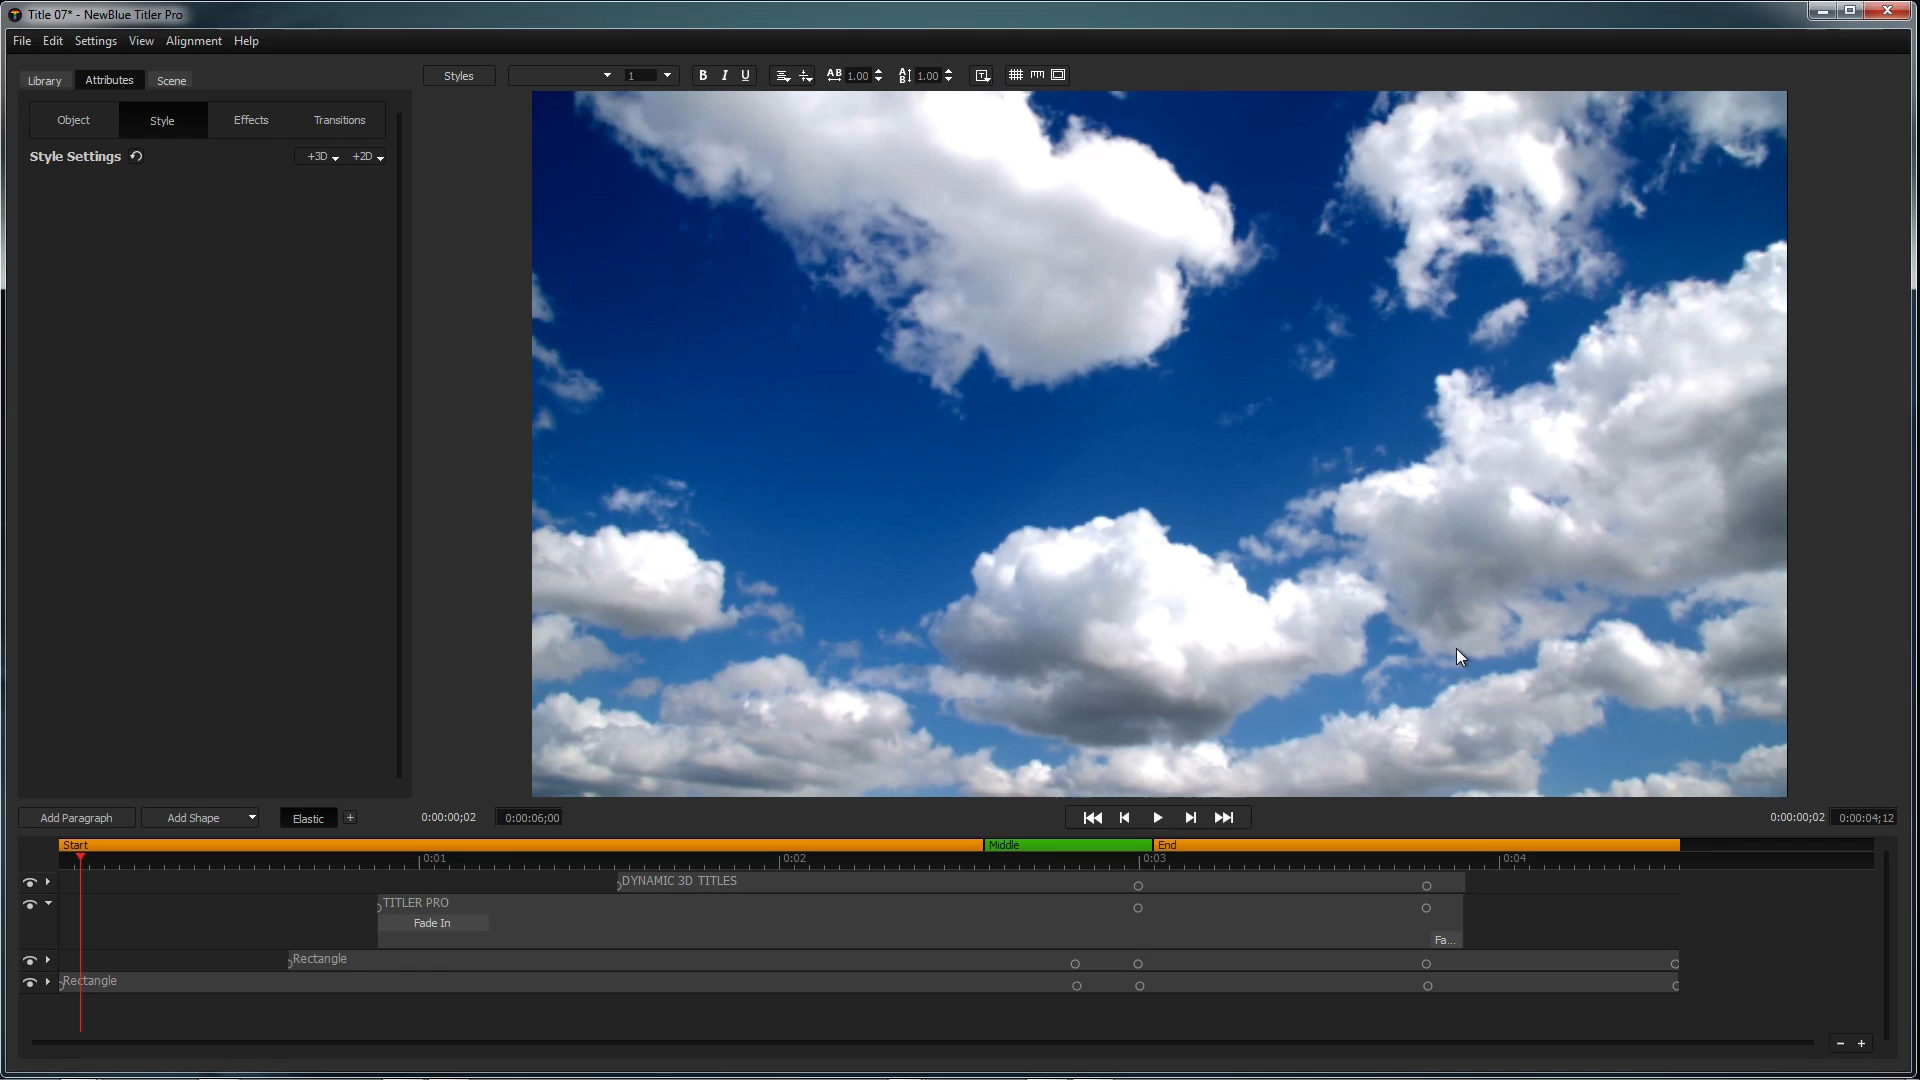 Title 07* - NewBlue Titler Pro
File Edit Settings View Alignment Help
Library Attributes Scene
Styles 1 B I U AB 1.00 AB 1.00
Object Style Effects Transitions
Style Settings +3D +2D
Add Paragraph Add Shape Elastic + 0:00:00;02 0:00:06;00 0:00:00;02 0:00:04;12
Start Middle End
0:01 0:02 0:03 0:04
DYNAMIC 3D TITLES
TITLER PRO
Fade In
Fa...
Rectangle
Rectangle
- +